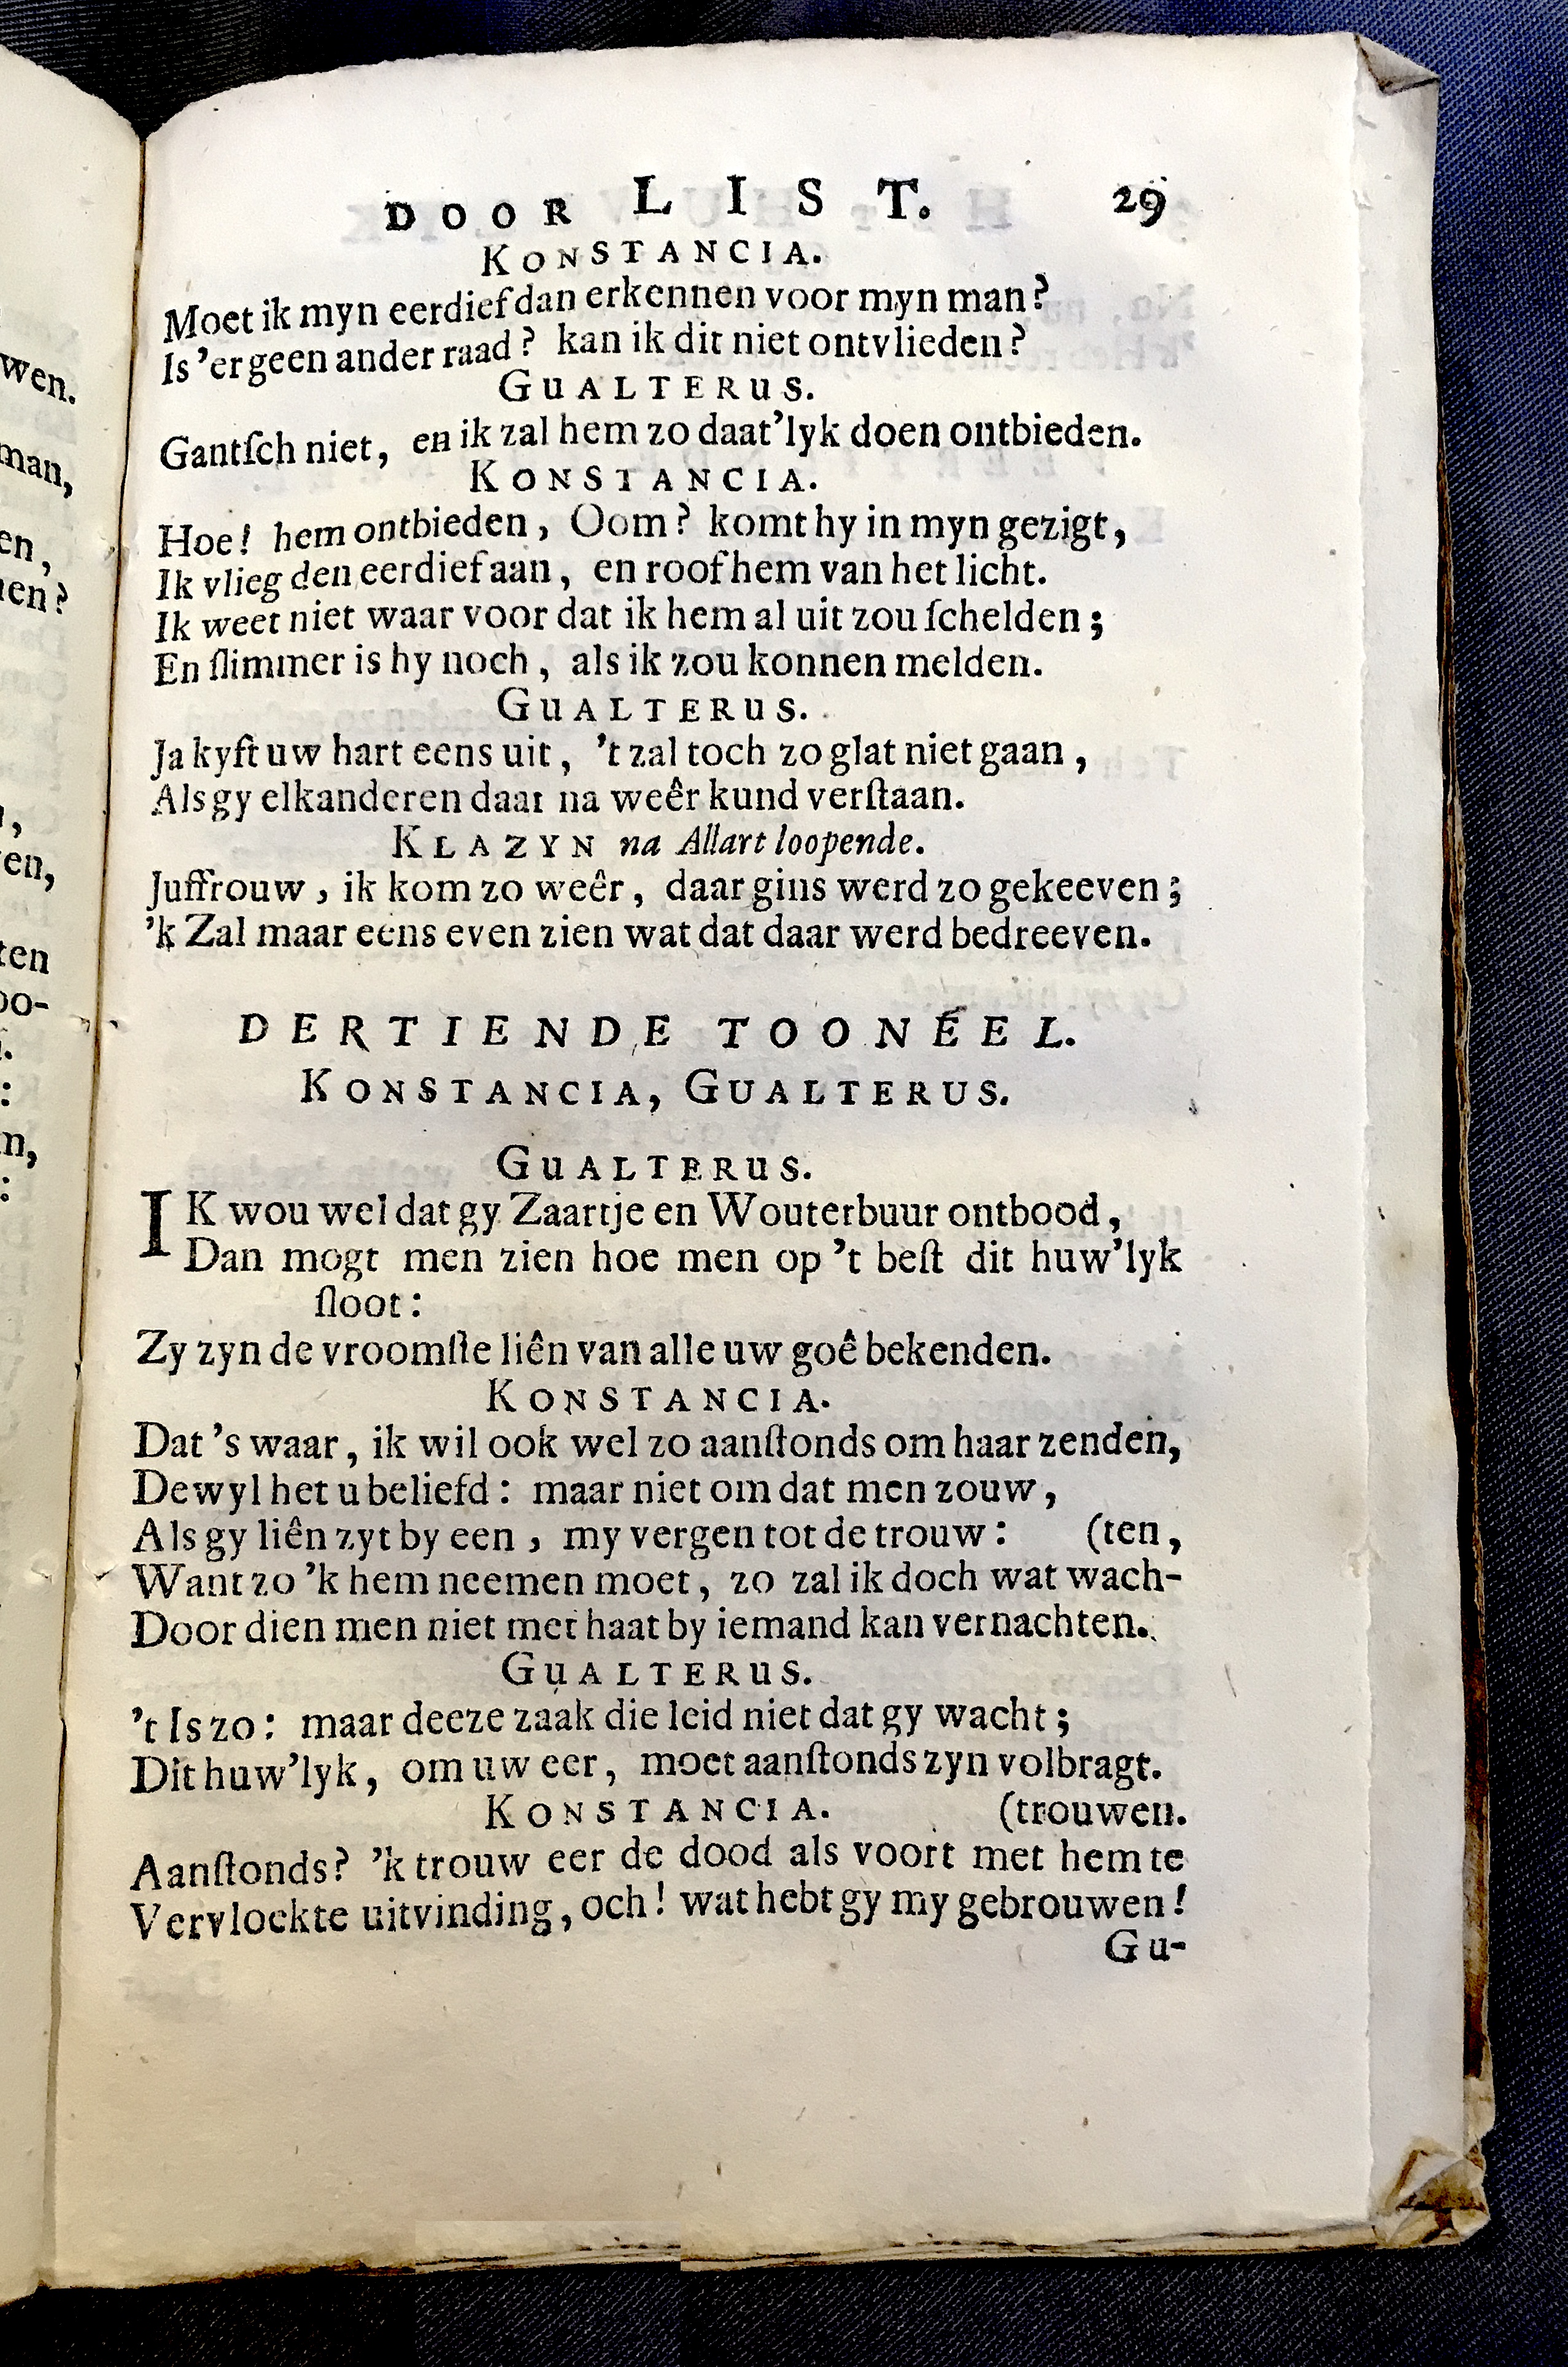 DOOR LIST. 29
KONSTANCIA.
Moet ik myn eerdief dan erkennen voor myn man?
Is 'er geen ander raad? kan ik dit niet ontvlieden?
GUALTERUS.
Gantſch niet, en ik zal hem zo daat'lyk doen ontbieden.
KONSTANCIA.
Hoe! hem ontbieden, Oom? komt hy in myn gezigt,
Ik vlieg den eerdief aan, en roof hem van het licht.
Ik weet niet waar voor dat ik hem al uit zou ſchelden;
En ſlimmer is hy noch, als ik zou konnen melden.
GUALTERUS.
Ja kyft uw hart eens uit, 't zal toch zo glat niet gaan,
Als gy elkanderen daar na weêr kund verſtaan.
KLAZYN na Allart loopende.
Juffrouw, ik kom zo weêr, daar gins werd zo gekeeven;
'k Zal maar eens even zien wat dat daar werd bedreeven.
DERTIENDE TOONEEL.
KONSTANCIA, GUALTERUS.
GUALTERUS.
IK wou wel dat gy Zaartje en Wouterbuur ontbood,
Dan mogt men zien hoe men op 't beſt dit huw'lyk
ſloot:
Zy zyn de vroomſte liên van alle uw goê bekenden.
KONSTANCIA.
Dat 's waar, ik wil ook wel zo aanſtonds om haar zenden,
Dewyl het u beliefd: maar niet om dat men zouw,
Als gy liên zyt by een, my vergen tot de trouw: (ten,
Want zo 'k hem neemen moet, zo zal ik doch wat wach-
Door dien men niet met haat by iemand kan vernachten.
GUALTERUS.
't Is zo: maar deeze zaak die leid niet dat gy wacht;
Dit huw'lyk, om uw eer, moet aanſtonds zyn volbragt.
KONSTANCIA. (trouwen.
Aanſtonds? 'k trouw eer de dood als voort met hem te
Vervloekte uitvinding, och! wat hebt gy my gebrouwen!
Gu-
wen.
man,
en,
en?
en,
ten
oo-
:
n,
: